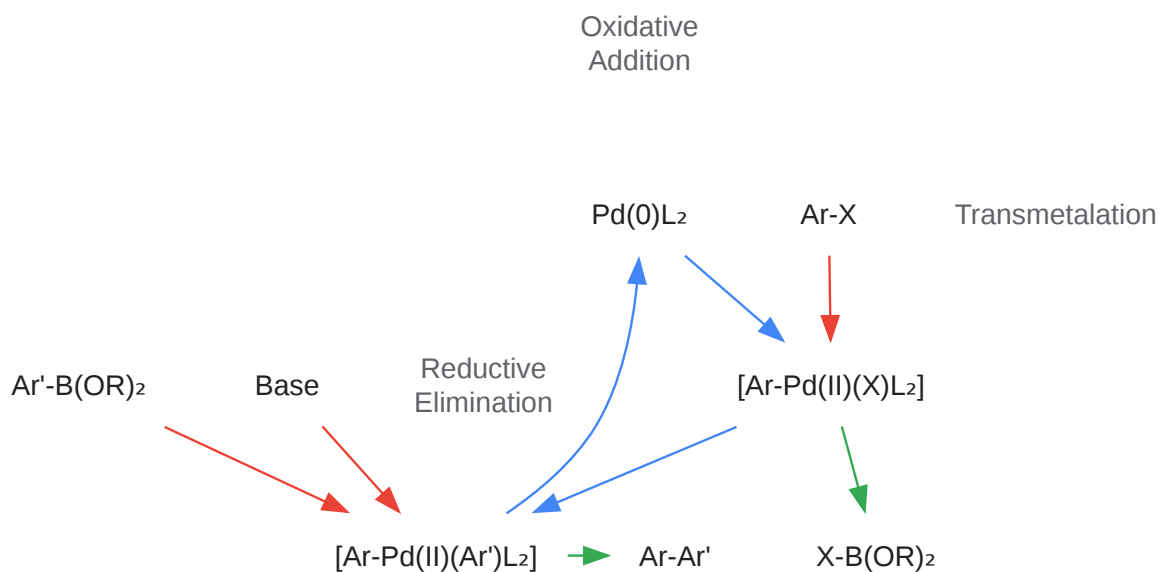 Oxidative
Addition
Pd(0)L₂
Ar-X
Transmetalation
Ar'-B(OR)₂
Base
Reductive
Elimination
[Ar-Pd(II)(X)L₂]
[Ar-Pd(II)(Ar')L₂]
Ar-Ar'
X-B(OR)₂